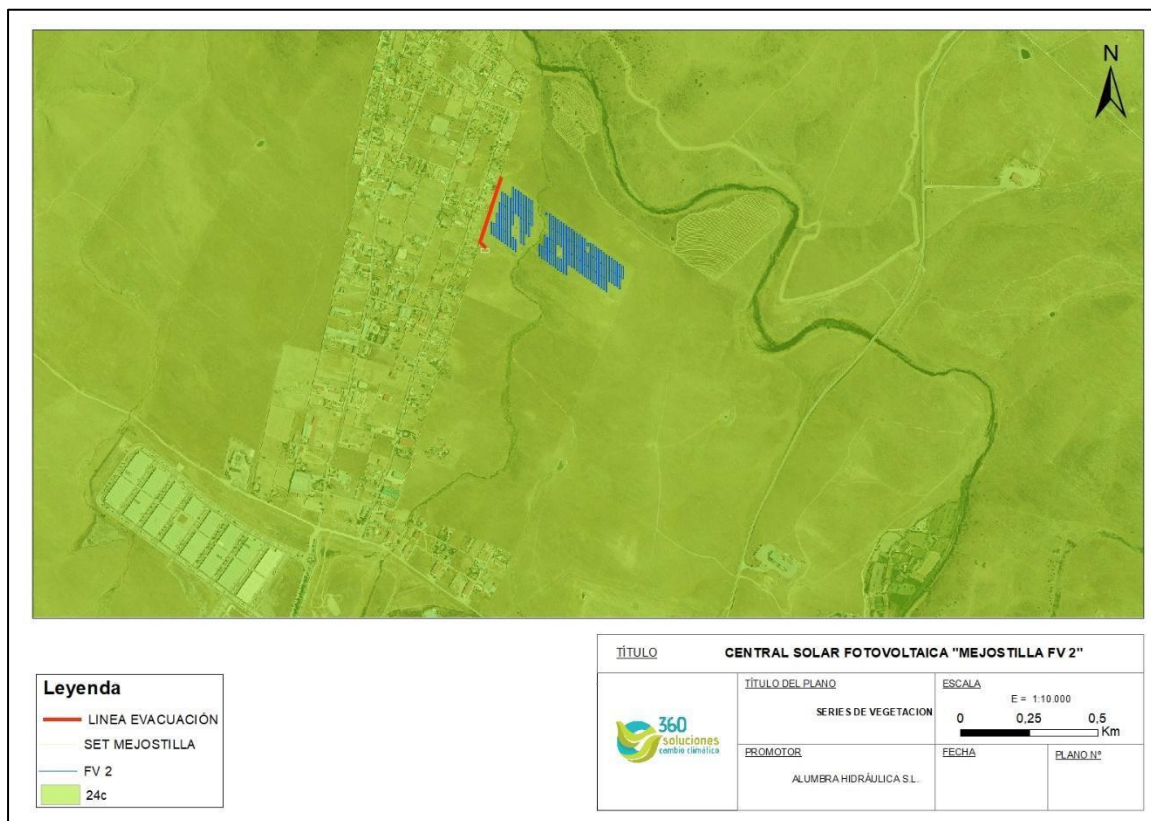 N
Leyenda
LINEA EVACUACIÓN
SET MEJOSTILLA
FV 2
24c
TÍTULO
CENTRAL SOLAR FOTOVOLTAICA "MEJOSTILLA FV 2"
360
soluciones
cambio climático
TÍTULO DEL PLANO
SERIES DE VEGETACION
ESCALA
E = 1:10.000
0 0,25 0,5
Km
PROMOTOR
ALUMBRA HIDRÁULICA S.L.
FECHA
PLANO Nº